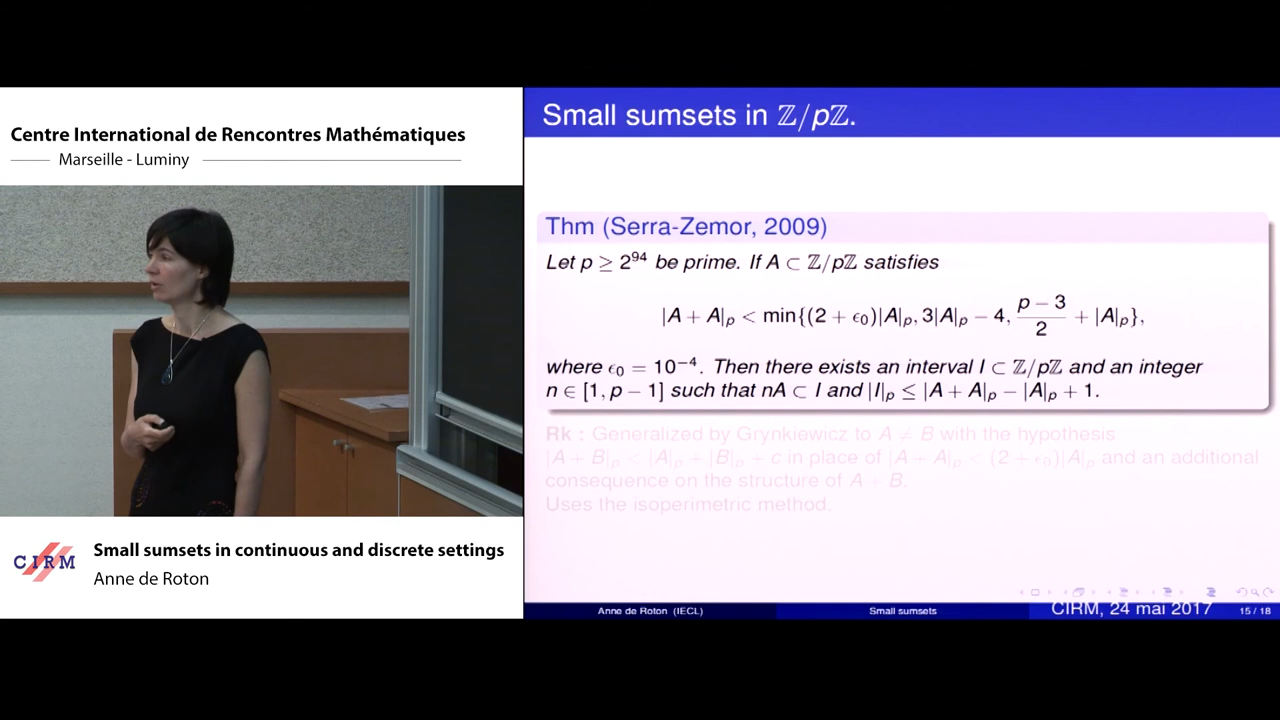 Centre International de Rencontres Mathématiques
Marseille - Luminy
CIRM
Small sumsets in continuous and discrete settings
Anne de Roton
Small sumsets in ℤ/pℤ.
Thm (Serra-Zemor, 2009)
Let p ≥ 2^94 be prime. If A ⊂ ℤ/pℤ satisfies
|A + A|_p < min{(2 + ϵ_0)|A|_p, 3|A|_p − 4, (p − 3)/2 + |A|_p},
where ϵ_0 = 10^−4. Then there exists an interval I ⊂ ℤ/pℤ and an integer
n ∈ [1, p − 1] such that nA ⊂ I and |I|_p ≤ |A + A|_p − |A|_p + 1.
Rk : Generalized by Grynkiewicz to A ≠ B with the hypothesis
|A + B|_p < |A|_p + |B|_p + c in place of |A + A|_p < (2 + ϵ_0)|A|_p and an additional
consequence on the structure of A + B.
Uses the isoperimetric method.
Anne de Roton (IECL)
Small sumsets
CIRM, 24 mai 2017
15 / 18